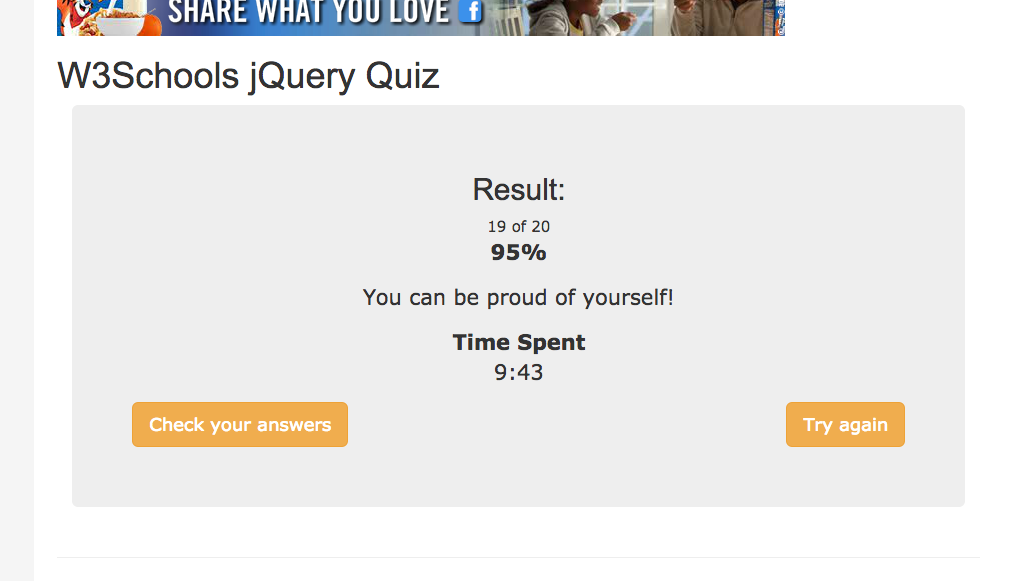 SHARE WHAT YOU LOVE f
W3Schools jQuery Quiz
Result:
19 of 20
95%
You can be proud of yourself!
Time Spent
9:43
Check your answers
Try again